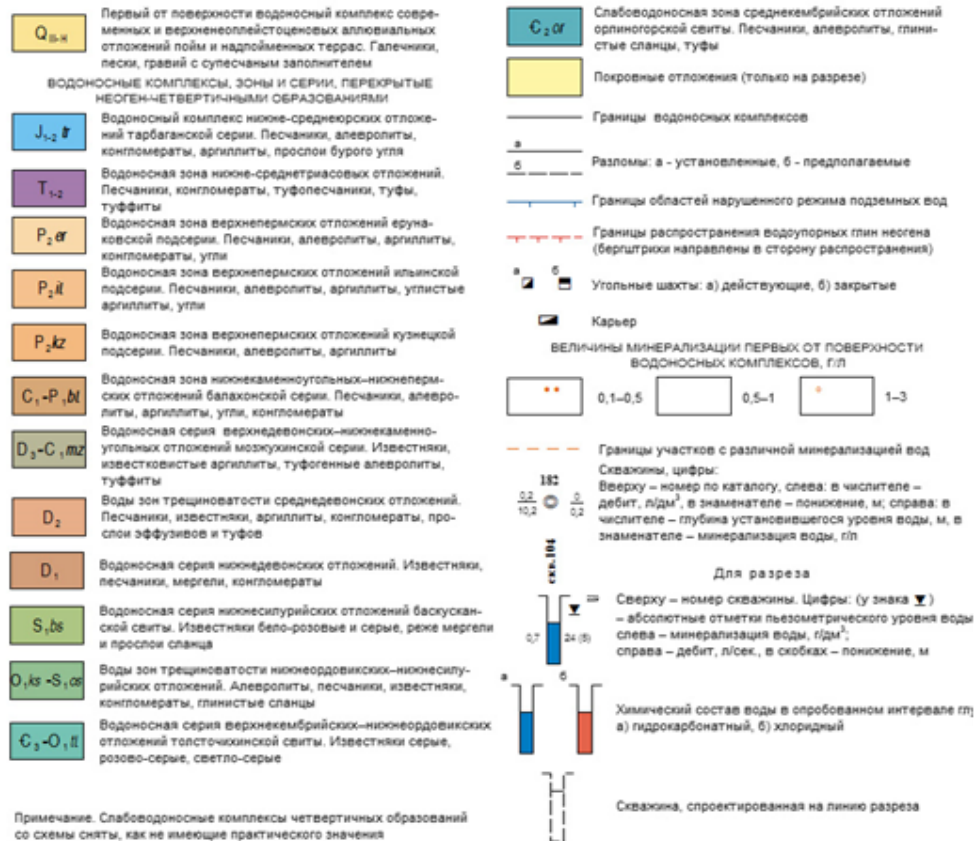 Q III-H
Первый от поверхности водоносный комплекс совре-
менных и верхненеоплейстоценовых аллювиальных
отложений пойм и надпойменных террас. Галечники,
пески, гравий с супесчаным заполнителем
ВОДОНОСНЫЕ КОМПЛЕКСЫ, ЗОНЫ И СЕРИИ, ПЕРЕКРЫТЫЕ
НЕОГЕН-ЧЕТВЕРТИЧНЫМИ ОБРАЗОВАНИЯМИ
J₁₋₂ tr
Водоносный комплекс нижне-среднеюрских отложе-
ний тарбаганской серии. Песчаники, алевролиты,
конгломераты, аргиллиты, прослои бурого угля
T₁₋₂
Водоносная зона нижне-среднетриасовых отложений.
Песчаники, конгломераты, туфопесчаники, туфы,
туффиты
P₂ er
Водоносная зона верхнепермских отложений еруна-
ковской подсерии. Песчаники, алевролиты, аргиллиты,
конгломераты, угли
P₂ il
Водоносная зона верхнепермских отложений ильинской
подсерии. Песчаники, алевролиты, аргиллиты, углистые
аргиллиты, угли
P₂ kz
Водоносная зона верхнепермских отложений кузнецкой
подсерии. Песчаники, алевролиты, аргиллиты
C₁-P₁ bl
Водоносная зона нижнекаменноугольных–нижнеперм-
ских отложений балахонской серии. Песчаники, алевро-
литы, аргиллиты, угли, конгломераты
D₃-C₁ mz
Водоносная серия верхнедевонских–нижнекаменно-
угольных отложений мозжухинской серии. Известняки,
известковистые аргиллиты, туфогенные алевролиты,
туффиты
D₂
Воды зон трещиноватости среднедевонских отложений.
Песчаники, известняки, аргиллиты, конгломераты, про-
слои эффузивов и туфов
D₁
Водоносная серия нижнедевонских отложений. Известняки,
песчаники, мергели, конгломераты
S₁ bs
Водоносная серия нижнесилурийских отложений баскускан-
ской свиты. Известняки бело-розовые и серые, реже мергели
и прослои сланца
O₁ ks -S₁ os
Воды зон трещиноватости нижнеордовикских–нижнесилу-
рийских отложений. Алевролиты, песчаники, известняки,
конгломераты, глинистые сланцы
Є₃-O₁ tl
Водоносная серия верхнекембрийских–нижнеордовикских
отложений толсточихинской свиты. Известняки серые,
розово-серые, светло-серые
Примечание. Слабоводоносные комплексы четвертичных образований
со схемы сняты, как не имеющие практического значения
Є₂ or
Слабоводоносная зона среднекембрийских отложений
орлиногорской свиты. Песчаники, алевролиты, глини-
стые сланцы, туфы
Покровные отложения (только на разрезе)
Границы водоносных комплексов
а
б
Разломы: а - установленные, б - предполагаемые
Границы областей нарушенного режима подземных вод
Границы распространения водоупорных глин неогена
(бергштрихи направлены в сторону распространения)
а б
Угольные шахты: а) действующие, б) закрытые
Карьер
ВЕЛИЧИНЫ МИНЕРАЛИЗАЦИИ ПЕРВЫХ ОТ ПОВЕРХНОСТИ
ВОДОНОСНЫХ КОМПЛЕКСОВ, Г/Л
0,1–0,5 0,5–1 1–3
Границы участков с различной минерализацией вод
182
0,2 0
10,2 0,2
Скважины, цифры:
Вверху – номер по каталогу, слева: в числителе –
дебит, л/дм³, в знаменателе – понижение, м; справа: в
числителе – глубина установившегося уровня воды, м, в
знаменателе – минерализация воды, г/л
Для разреза
скв.104
0,7 24 (5)
Сверху – номер скважины. Цифры: (у знака ▼)
– абсолютные отметки пьезометрического уровня воды
слева – минерализация воды, г/дм³;
справа – дебит, л/сек., в скобках – понижение, м
а б
Химический состав воды в опробованном интервале
а) гидрокарбонатный, б) хлоридный
Скважина, спроектированная на линию разреза